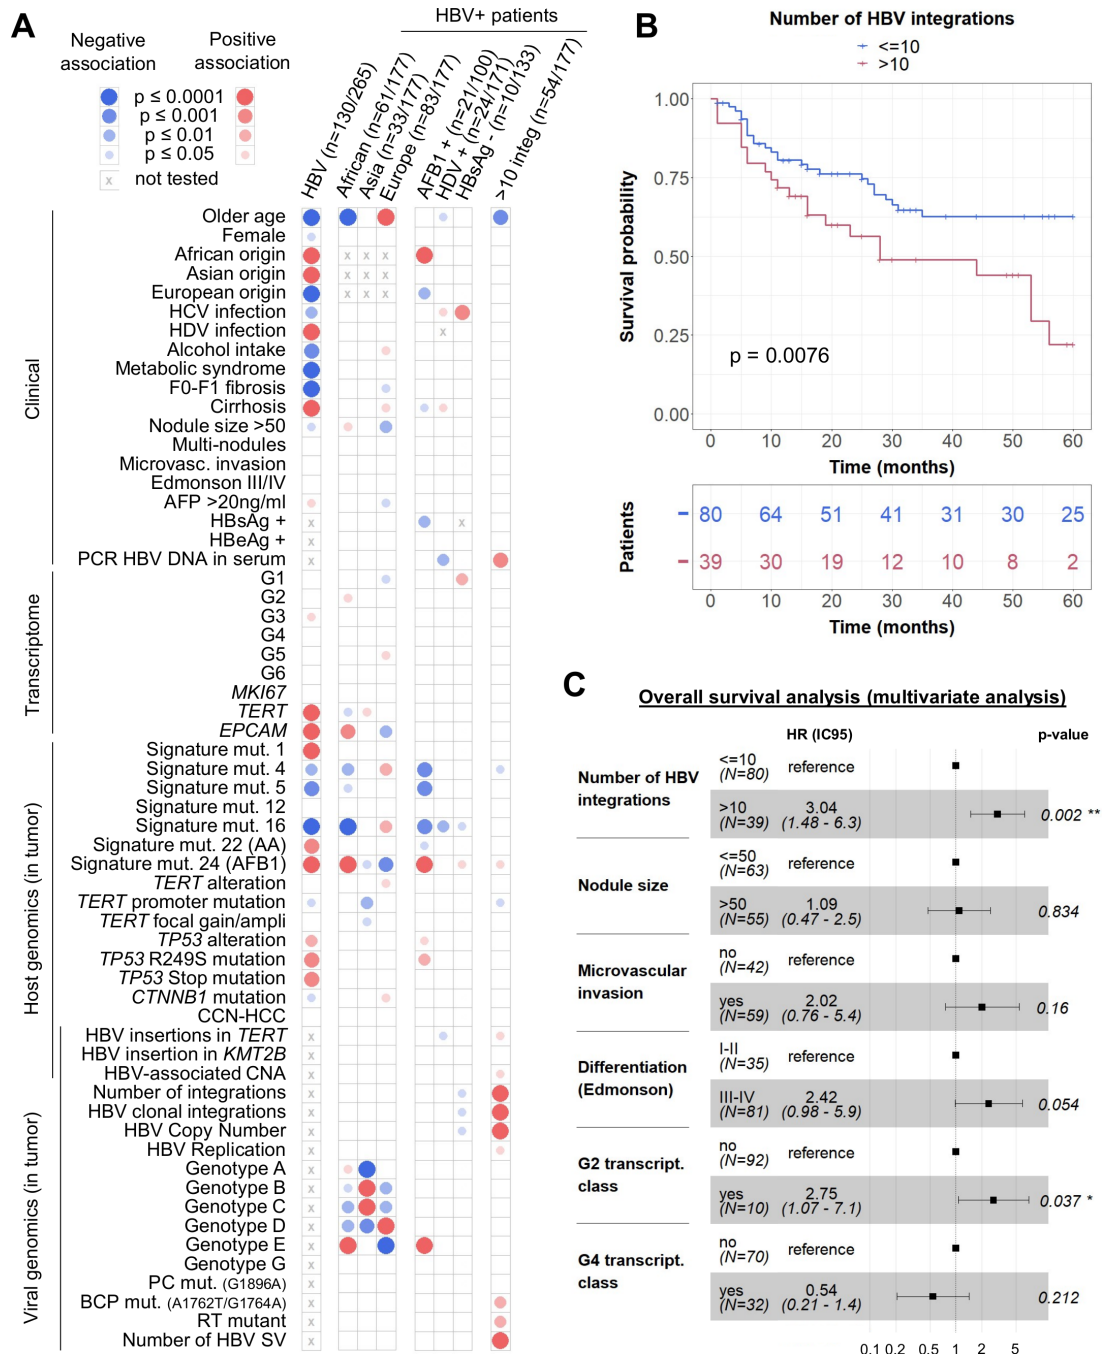 A
HBV+ patients
Negative association
Positive association
p ≤ 0.0001
p ≤ 0.001
p ≤ 0.01
p ≤ 0.05
x not tested
HBV (n=130/265)
African (n=61/177)
Asia (n=33/177)
Europe (n=83/177)
AFB1 + (n=21/100)
HDV + (n=24/171)
HBsAg - (n=10/133)
>10 integ (n=54/177)
Clinical
Older age
Female
African origin x x x
Asian origin x x x
European origin x x x
HCV infection
HDV infection x
Alcohol intake
Metabolic syndrome
F0-F1 fibrosis
Cirrhosis
Nodule size >50
Multi-nodules
Microvasc. invasion
Edmonson III/IV
AFP >20ng/ml
HBsAg + x x
HBeAg + x
PCR HBV DNA in serum x
Transcriptome
G1
G2
G3
G4
G5
G6
MKI67
TERT
EPCAM
Host genomics (in tumor)
Signature mut. 1
Signature mut. 4
Signature mut. 5
Signature mut. 12
Signature mut. 16
Signature mut. 22 (AA)
Signature mut. 24 (AFB1)
TERT alteration
TERT promoter mutation
TERT focal gain/ampli
TP53 alteration
TP53 R249S mutation
TP53 Stop mutation
CTNNB1 mutation
CCN-HCC
Viral genomics (in tumor)
HBV insertions in TERT x
HBV insertion in KMT2B x
HBV-associated CNA x
Number of integrations x
HBV clonal integrations x
HBV Copy Number x
HBV Replication x
Genotype A x
Genotype B x
Genotype C x
Genotype D x
Genotype E x
Genotype G x
PC mut. (G1896A) x
BCP mut. (A1762T/G1764A) x
RT mutant x
Number of HBV SV x
B
Number of HBV integrations
<=10
>10
Survival probability
1.00
0.75
0.50
0.25
0.00
p = 0.0076
0 10 20 30 40 50 60
Time (months)
Patients
80 64 51 41 31 30 25
39 30 19 12 10 8 2
0 10 20 30 40 50 60
Time (months)
C
Overall survival analysis (multivariate analysis)
HR (IC95) p-value
Number of HBV integrations
<=10 (N=80) reference
>10 (N=39) 3.04 (1.48 - 6.3) 0.002 **
Nodule size
<=50 (N=63) reference
>50 (N=55) 1.09 (0.47 - 2.5) 0.834
Microvascular invasion
no (N=42) reference
yes (N=59) 2.02 (0.76 - 5.4) 0.16
Differentiation (Edmonson)
I-II (N=35) reference
III-IV (N=81) 2.42 (0.98 - 5.9) 0.054
G2 transcript. class
no (N=92) reference
yes (N=10) 2.75 (1.07 - 7.1) 0.037 *
G4 transcript. class
no (N=70) reference
yes (N=32) 0.54 (0.21 - 1.4) 0.212
0.1 0.2 0.5 1 2 5